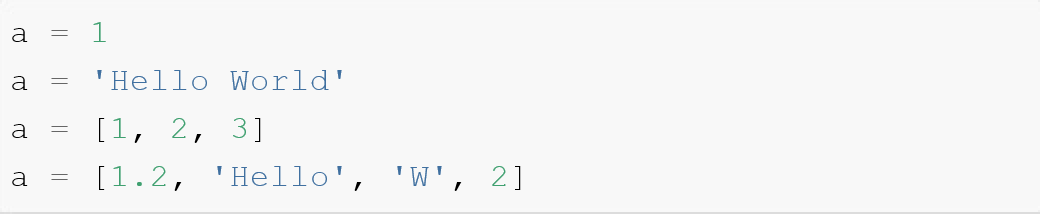 a = 1
a = 'Hello World'
a = [1, 2, 3]
a = [1.2, 'Hello', 'W', 2]